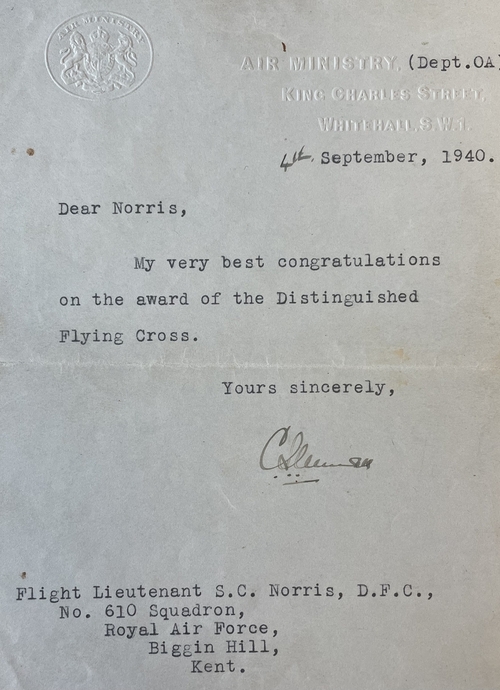 AIR MINISTRY
AIR MINISTRY, (Dept.OA)
KING CHARLES STREET,
WHITEHALL, S.W.1.
4th. September, 1940.
Dear Norris,
My very best congratulations
on the award of the Distinguished
Flying Cross.
Yours sincerely,
Flight Lieutenant S.C. Norris, D.F.C.,
No. 610 Squadron,
Royal Air Force,
Biggin Hill,
Kent.